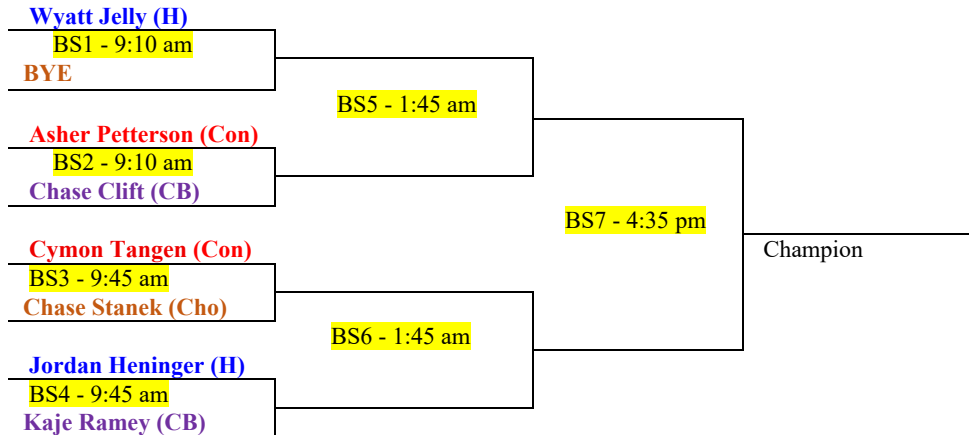 Wyatt Jelly (H)
BS1 - 9:10 am
BYE
BS5 - 1:45 am
Asher Petterson (Con)
BS2 - 9:10 am
Chase Clift (CB)
BS7 - 4:35 pm
Cymon Tangen (Con)
Champion
BS3 - 9:45 am
Chase Stanek (Cho)
BS6 - 1:45 am
Jordan Heninger (H)
BS4 - 9:45 am
Kaje Ramey (CB)